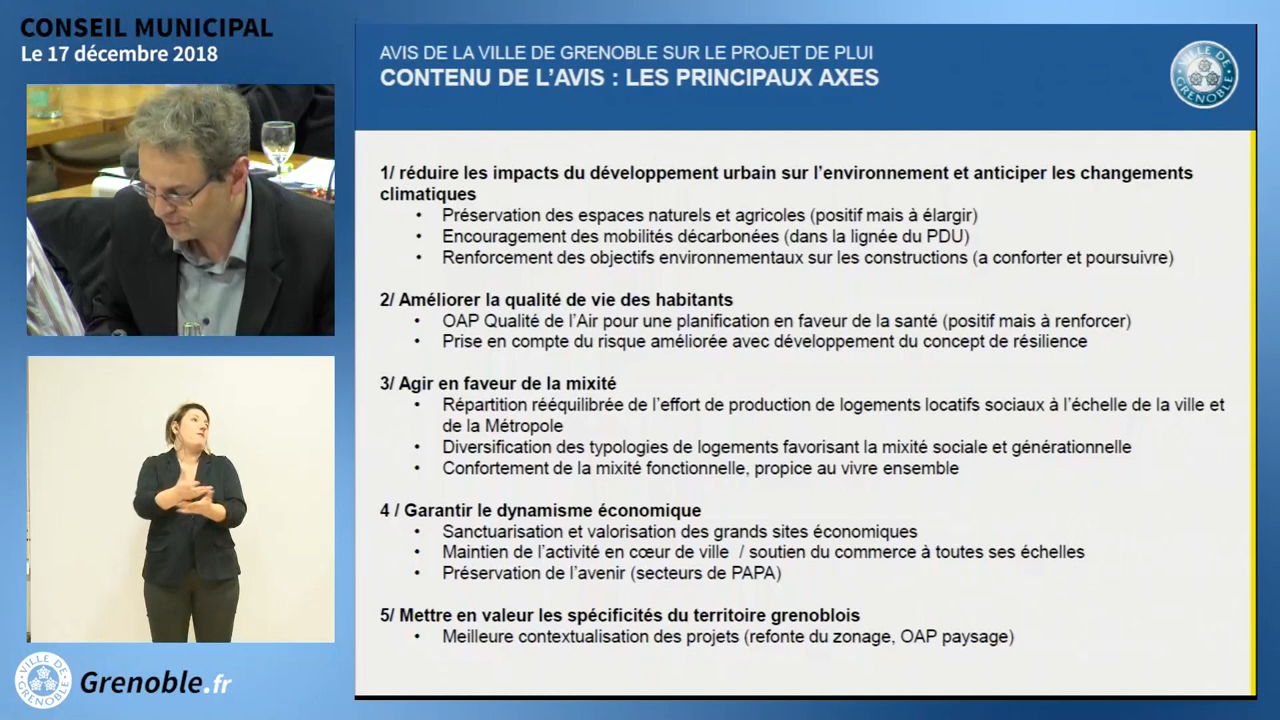 CONSEIL MUNICIPAL
Le 17 décembre 2018
AVIS DE LA VILLE DE GRENOBLE SUR LE PROJET DE PLUI
CONTENU DE L'AVIS : LES PRINCIPAUX AXES
VILLE DE GRENOBLE
1/ réduire les impacts du développement urbain sur l'environnement et anticiper les changements
climatiques
• Préservation des espaces naturels et agricoles (positif mais à élargir)
• Encouragement des mobilités décarbonées (dans la lignée du PDU)
• Renforcement des objectifs environnementaux sur les constructions (a conforter et poursuivre)
2/ Améliorer la qualité de vie des habitants
• OAP Qualité de l'Air pour une planification en faveur de la santé (positif mais à renforcer)
• Prise en compte du risque améliorée avec développement du concept de résilience
3/ Agir en faveur de la mixité
• Répartition rééquilibrée de l'effort de production de logements locatifs sociaux à l'échelle de la ville et
de la Métropole
• Diversification des typologies de logements favorisant la mixité sociale et générationnelle
• Confortement de la mixité fonctionnelle, propice au vivre ensemble
4 / Garantir le dynamisme économique
• Sanctuarisation et valorisation des grands sites économiques
• Maintien de l'activité en cœur de ville / soutien du commerce à toutes ses échelles
• Préservation de l'avenir (secteurs de PAPA)
5/ Mettre en valeur les spécificités du territoire grenoblois
• Meilleure contextualisation des projets (refonte du zonage, OAP paysage)
VILLE DE GRENOBLE
Grenoble.fr